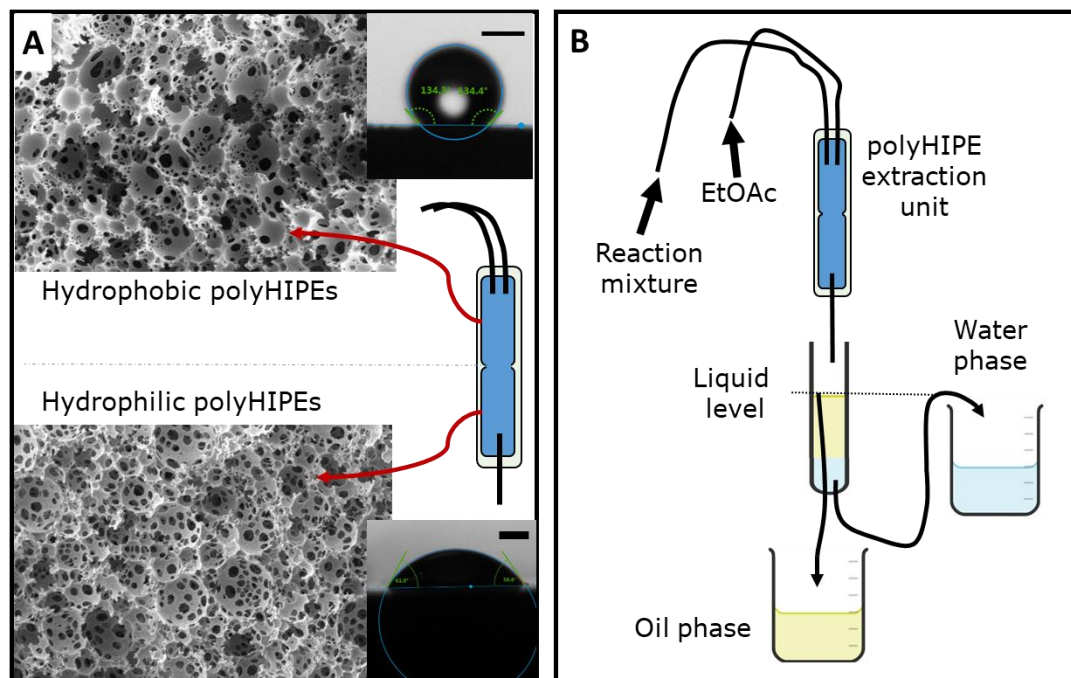 A
134.3°
134.4°
Hydrophobic polyHIPEs
Hydrophilic polyHIPEs
B
polyHIPE
extraction
unit
EtOAc
Reaction
mixture
Water
phase
Liquid
level
Oil phase